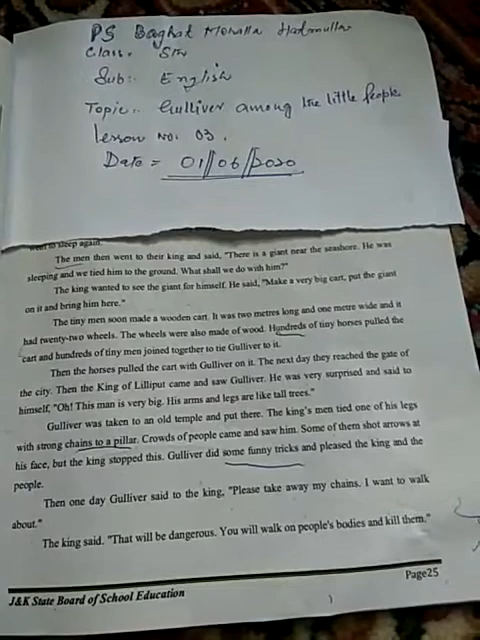 PS Baghat Mohalla
Class. 5th
Sub:- English
Topic:- Gulliver among the little people
Lesson No. 03.
Date = 01/06/2020
went to sleep again.
The men then went to their king and said, "There is a giant near the seashore. He was
sleeping and we tied him to the ground. What shall we do with him?"
The king wanted to see the giant for himself. He said, "Make a very big cart, put the giant
on it and bring him here."
The tiny men soon made a wooden cart. It was two metres long and one metre wide and it
had twenty-two wheels. The wheels were also made of wood. Hundreds of tiny horses pulled the
cart and hundreds of tiny men joined together to tie Gulliver to it.
Then the horses pulled the cart with Gulliver on it. The next day they reached the gate of
the city. Then the King of Lilliput came and saw Gulliver. He was very surprised and said to
himself, "Oh! This man is very big. His arms and legs are like tall trees."
Gulliver was taken to an old temple and put there. The king's men tied one of his legs
with strong chains to a pillar. Crowds of people came and saw him. Some of them shot arrows at
his face, but the king stopped this. Gulliver did some funny tricks and pleased the king and the
people.
Then one day Gulliver said to the king, "Please take away my chains. I want to walk
about."
The king said. "That will be dangerous. You will walk on people's bodies and kill them."
Page25
J&K State Board of School Education